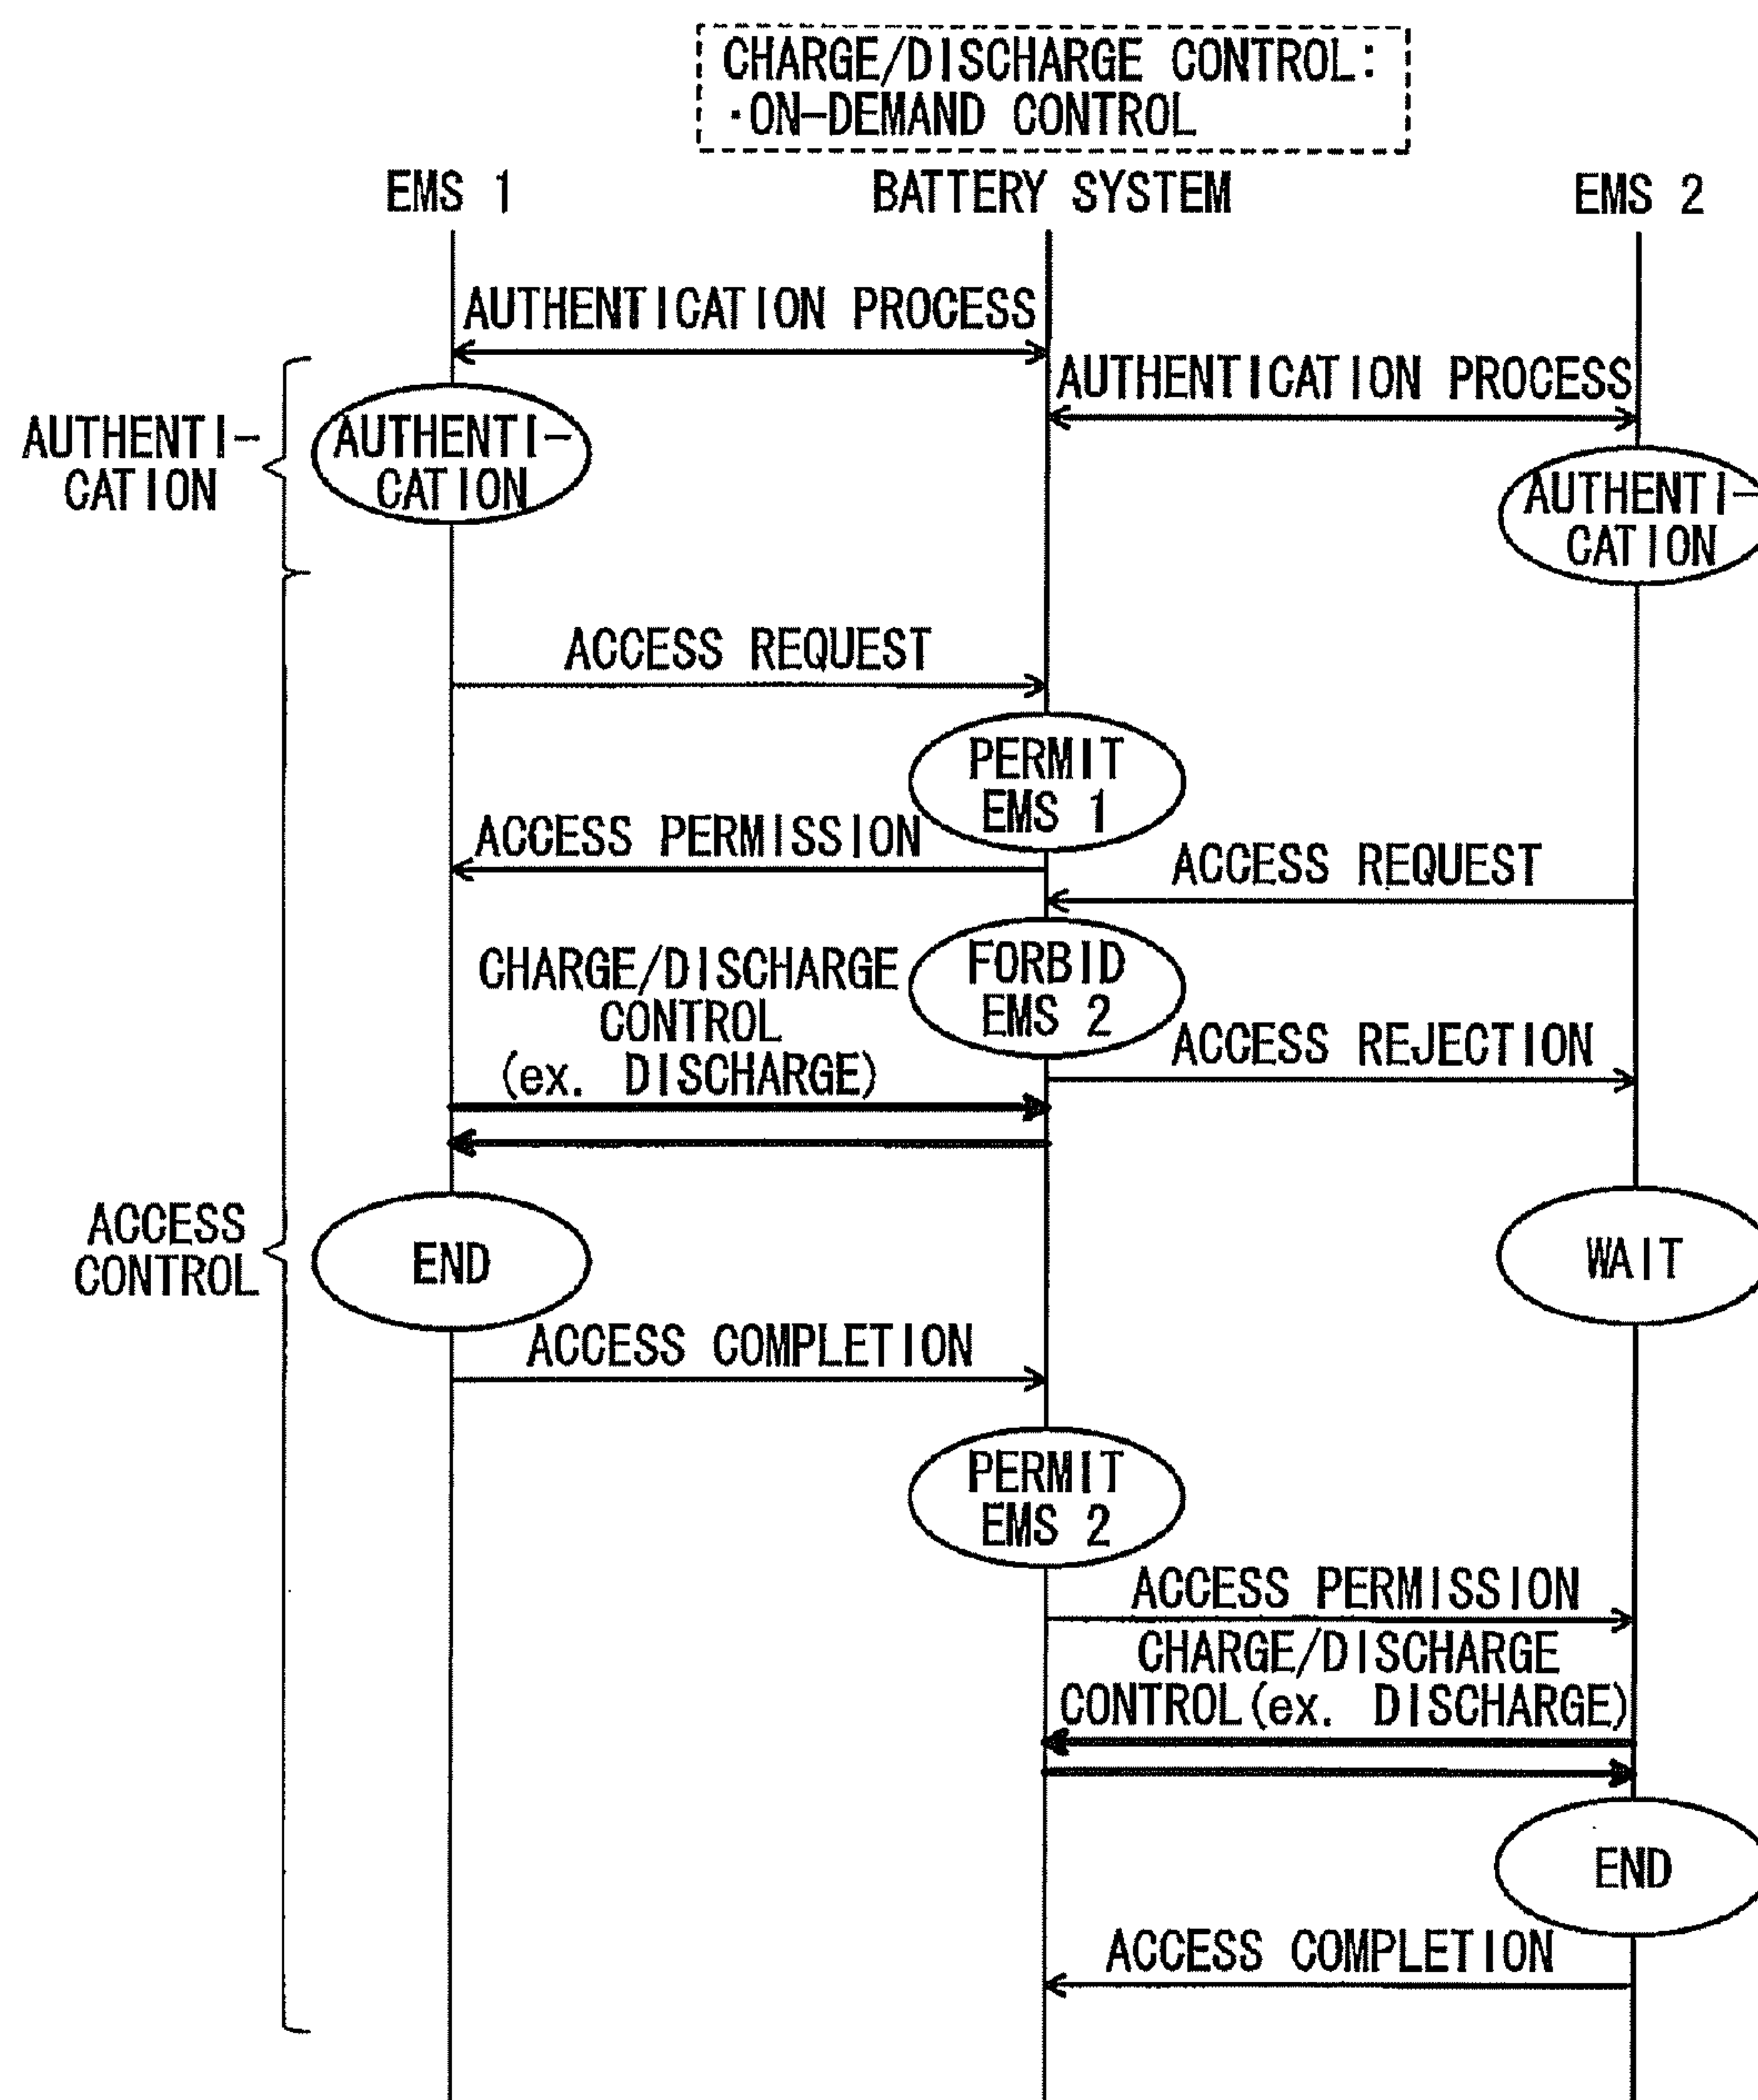 CHARGE/DISCHARGE CONTROL:
・ON-DEMAND CONTROL
EMS 1
BATTERY SYSTEM
EMS 2
AUTHENTICATION PROCESS
AUTHENTICATION PROCESS
AUTHENTI-
CATION
AUTHENTI-
CATION
AUTHENTI-
CATION
ACCESS REQUEST
PERMIT
EMS 1
ACCESS PERMISSION
ACCESS REQUEST
FORBID
EMS 2
CHARGE/DISCHARGE
CONTROL
(ex. DISCHARGE)
ACCESS REJECTION
ACCESS
CONTROL
END
WAIT
ACCESS COMPLETION
PERMIT
EMS 2
ACCESS PERMISSION
CHARGE/DISCHARGE
CONTROL(ex. DISCHARGE)
END
ACCESS COMPLETION